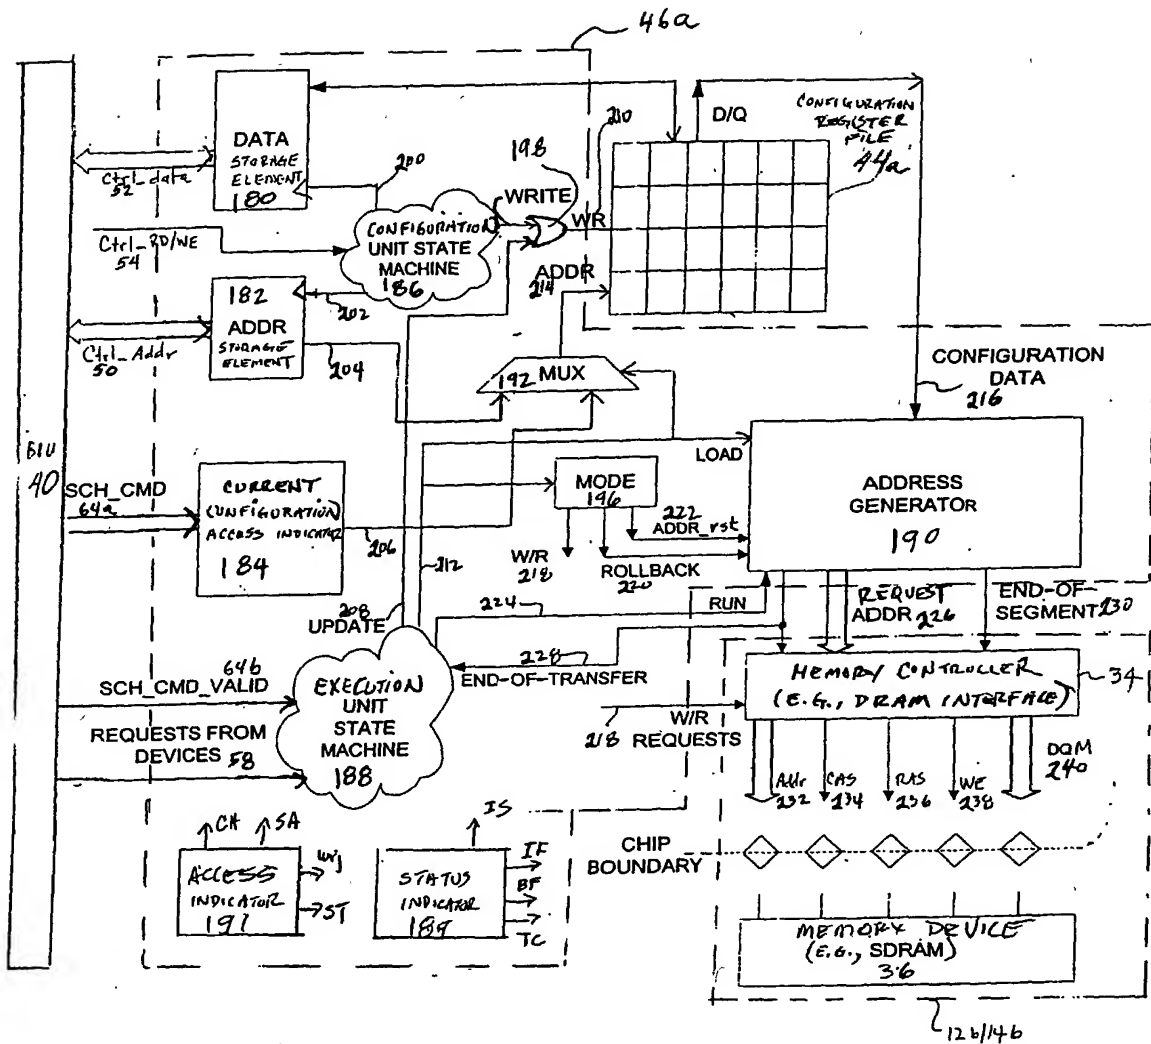 46a
DATA
STORAGE
ELEMENT
180
Ctrl_data
52
200
198
WRITE
210
WR
D/Q
CONFIGURATION
REGISTER
FILE
44a
Ctrl_RD/WE
54
CONFIGURATION
UNIT STATE
MACHINE
186
ADDR
214
182
ADDR
STORAGE
ELEMENT
202
204
Ctrl_Addr
50
192 MUX
CONFIGURATION
DATA
216
BIU
40
SCH_CMD
64a
CURRENT
CONFIGURATION
ACCESS INDICATOR
184
206
212
LOAD
MODE
196
222
ADDR_rst
W/R
218
ROLLBACK
220
ADDRESS
GENERATOR
190
208
UPDATE
224
RUN
REQUEST
ADDR 226
END-OF-
SEGMENT 230
228
END-OF-TRANSFER
64b
SCH_CMD_VALID
REQUESTS FROM
DEVICES 58
EXECUTION
UNIT
STATE
MACHINE
188
MEMORY CONTROLLER
(E.G., DRAM INTERFACE)
34
218
W/R
REQUESTS
Addr
232
CAS
234
RAS
236
WE
238
DQM
240
CH
SA
ACCESS
INDICATOR
191
ST
IS
STATUS
INDICATOR
189
IF
BF
TC
CHIP
BOUNDARY
MEMORY DEVICE
(E.G., SDRAM)
36
12b/14b